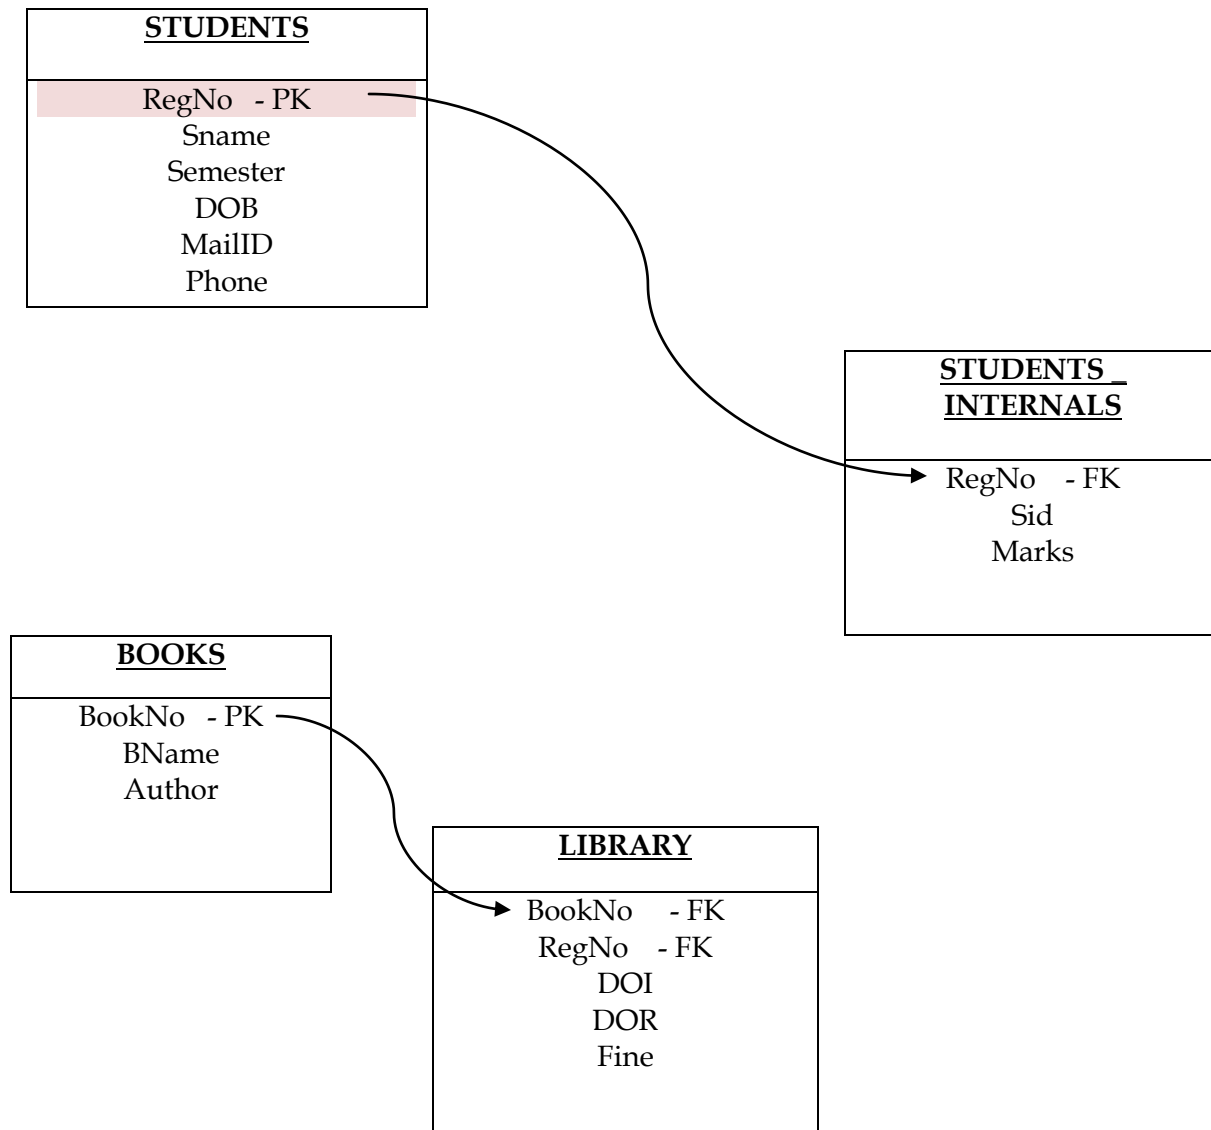 STUDENTS
RegNo - PK
Sname
Semester
DOB
MailID
Phone
STUDENTS _
INTERNALS
RegNo - FK
Sid
Marks
BOOKS
BookNo - PK
BName
Author
LIBRARY
BookNo - FK
RegNo - FK
DOI
DOR
Fine